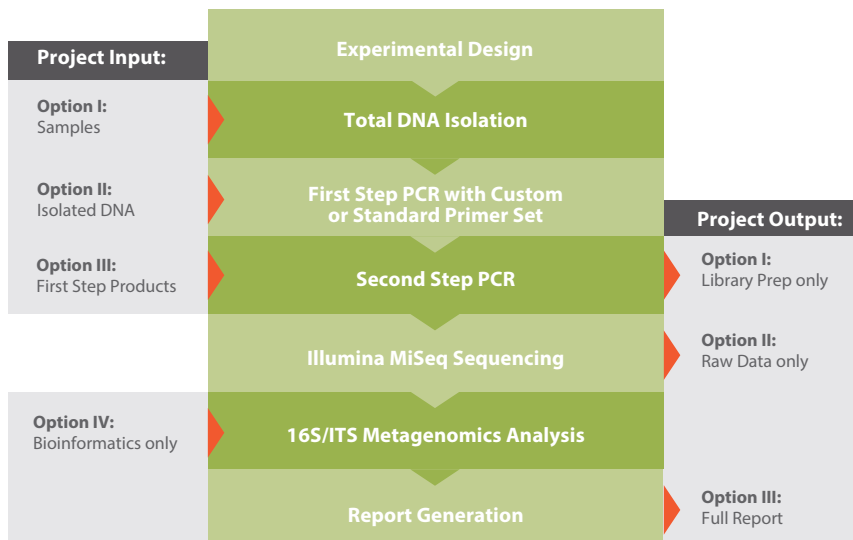 Project Input:
Option I:
Samples
Option II:
Isolated DNA
Option III:
First Step Products
Option IV:
Bioinformatics only
Experimental Design
Total DNA Isolation
First Step PCR with Custom
or Standard Primer Set
Second Step PCR
Illumina MiSeq Sequencing
16S/ITS Metagenomics Analysis
Report Generation
Project Output:
Option I:
Library Prep only
Option II:
Raw Data only
Option III:
Full Report